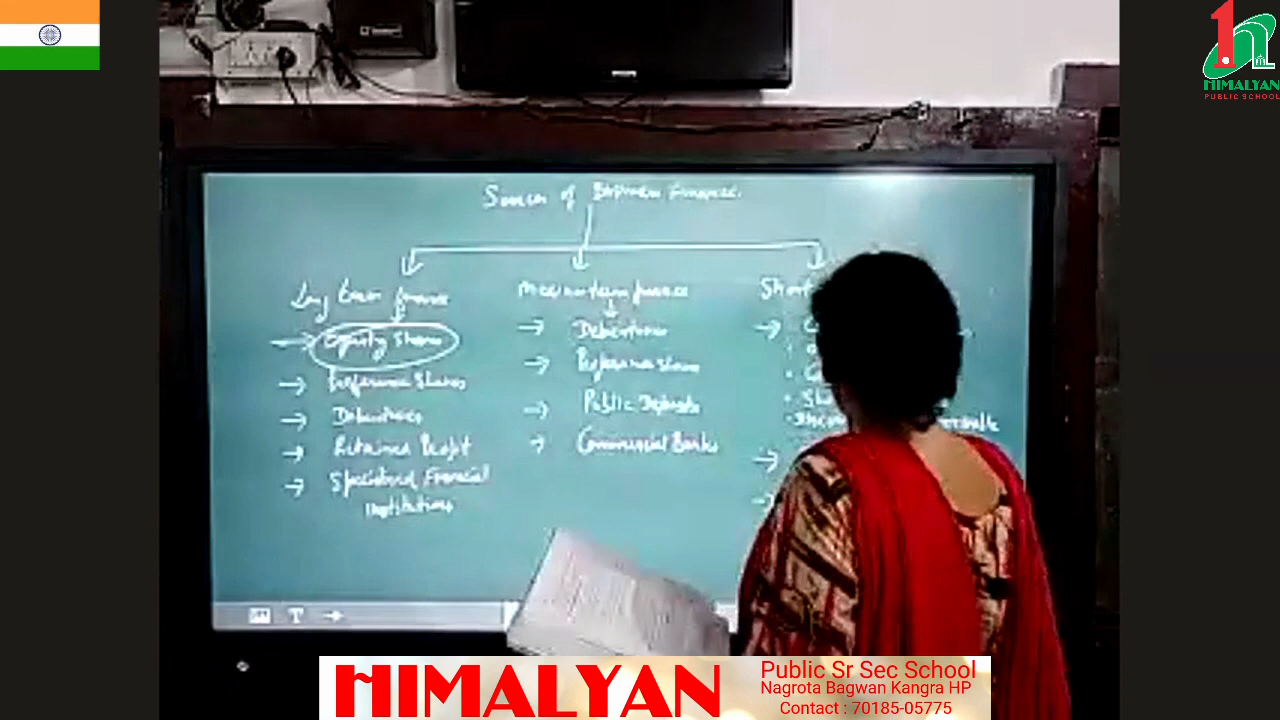 HIMALYAN
PUBLIC SCHOOL
Sources of Business Finance.
Long term finance
→ Equity Shares
→ Preference Shares
→ Debentures
→ Retained Profit
→ Specialised Financial
Institutions
Medium term finance
→ Debentures
→ Preference Shares
→ Public Deposits
→ Commercial Banks
Short
T
PHILIPS
HIMALYAN
Public Sr Sec School
Nagrota Bagwan Kangra HP
Contact : 70185-05775